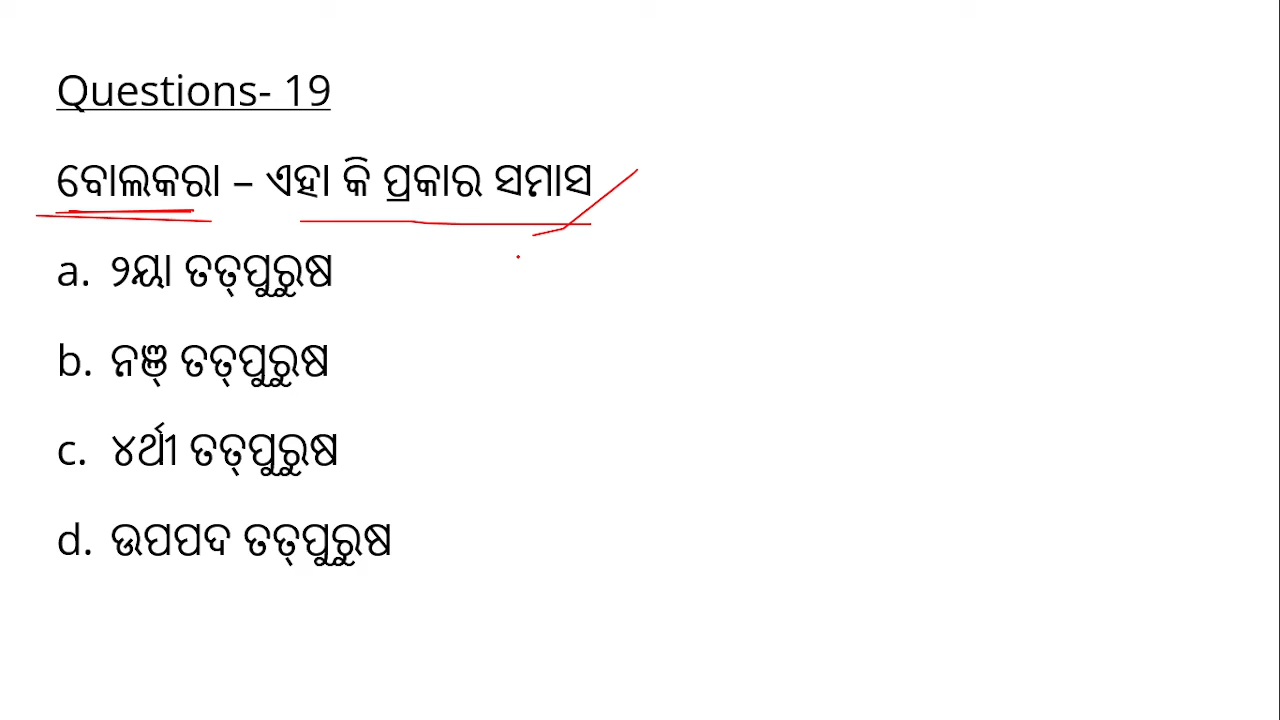 Questions- 19
ବୋଲକରା – ଏହା କି ପ୍ରକାର ସମାସ
a. ୨ୟା ତତ୍‌ପୁରୁଷ
b. ନଞ୍ ତତ୍‌ପୁରୁଷ
c. ୪ର୍ଥୀ ତତ୍‌ପୁରୁଷ
d. ଉପପଦ ତତ୍‌ପୁରୁଷ